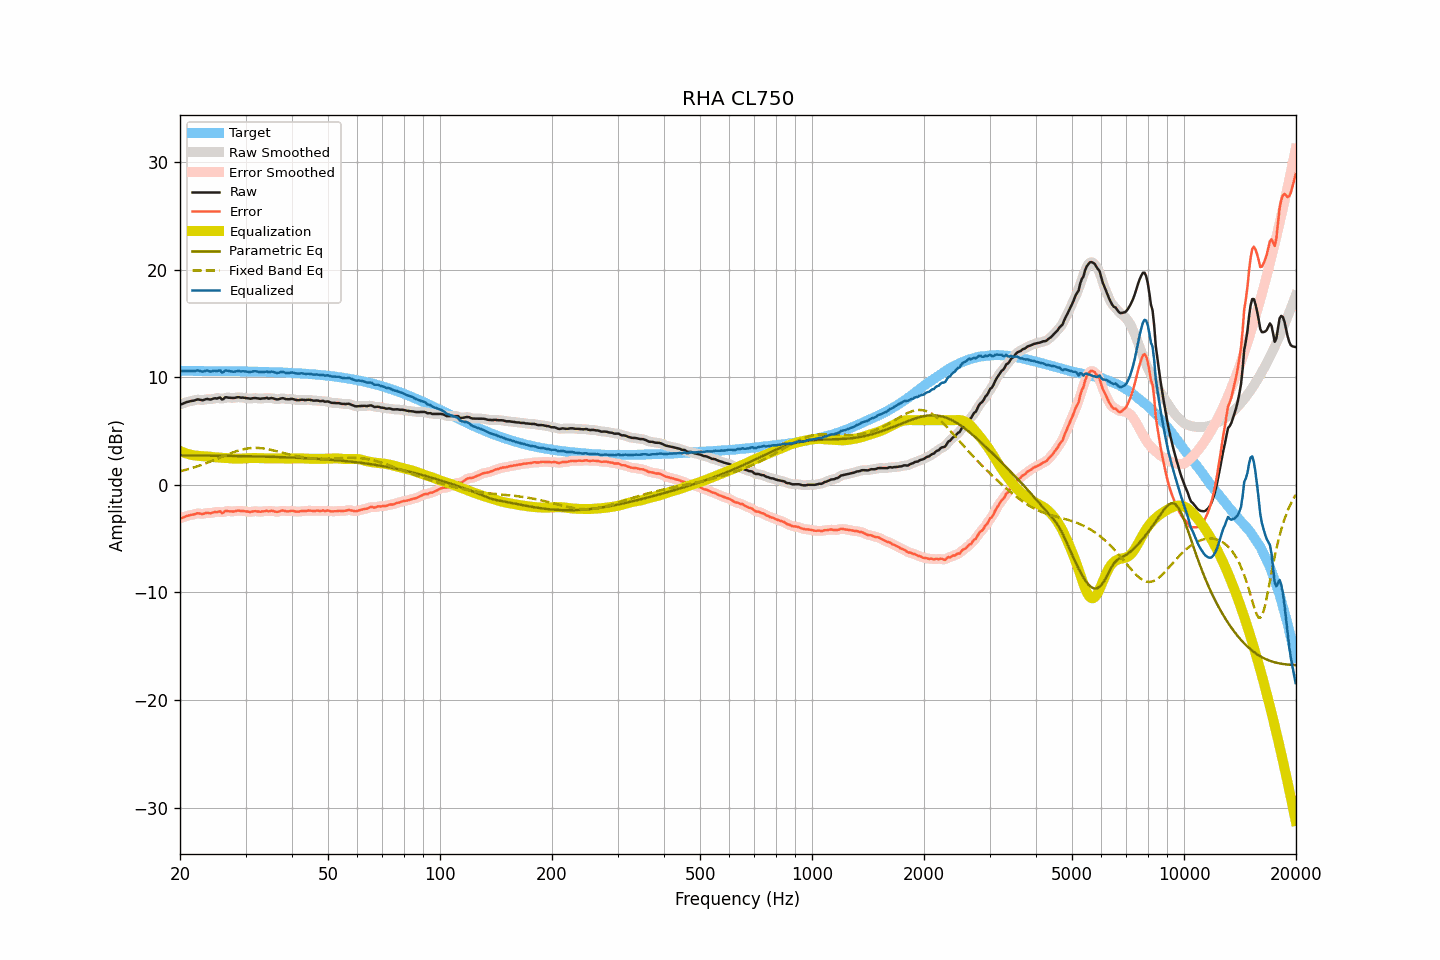 RHA CL750
Target
Raw Smoothed
Error Smoothed
Raw
Error
Equalization
Parametric Eq
Fixed Band Eq
Equalized
30
20
10
0
−10
−20
−30
Amplitude (dBr)
20 50 100 200 500 1000 2000 5000 10000 20000
Frequency (Hz)